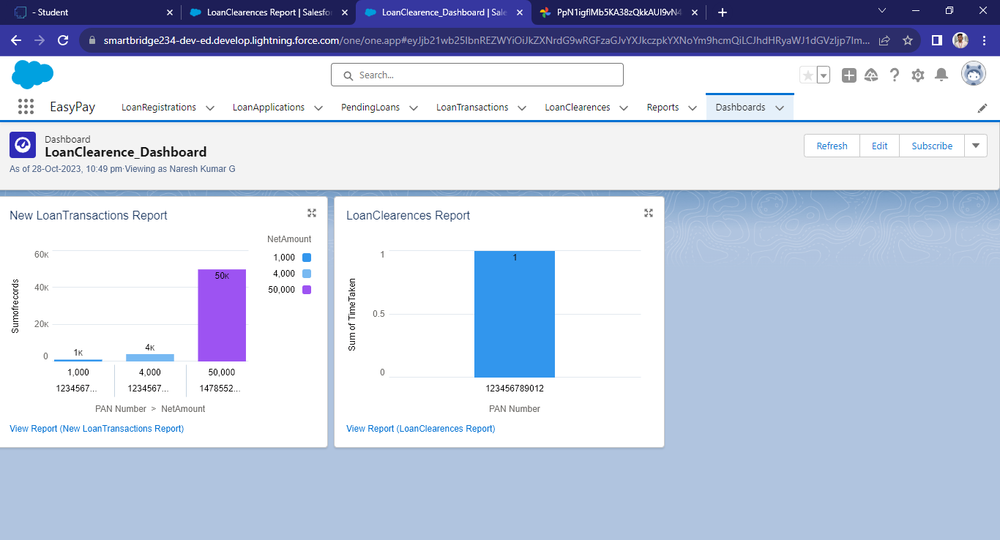 - Student
LoanClearences Report | Salesfor
LoanClearence_Dashboard | Sale
PpN1igflMb5KA38zQkkAUI9vN4
smartbridge234-dev-ed.develop.lightning.force.com/one/one.app#eyJjb21wb25lbnREZWYiOiJkZXNrdG9wRGFzaGJvYXJkczpkYXNoYm9hcmQiLCJhdHRyaWJ1dGVzIjp7Im...
Search...
EasyPay
LoanRegistrations
LoanApplications
PendingLoans
LoanTransactions
LoanClearences
Reports
Dashboards
Dashboard
LoanClearence_Dashboard
As of 28-Oct-2023, 10:49 pm·Viewing as Naresh Kumar G
Refresh
Edit
Subscribe
New LoanTransactions Report
NetAmount
1,000
4,000
50,000
Sumofrecords
60K
40K
20K
0
1K
4K
50K
1,000
4,000
50,000
1234567...
1234567...
1478552...
PAN Number > NetAmount
View Report (New LoanTransactions Report)
LoanClearences Report
Sum of TimeTaken
1
0.5
0
1
123456789012
PAN Number
View Report (LoanClearences Report)